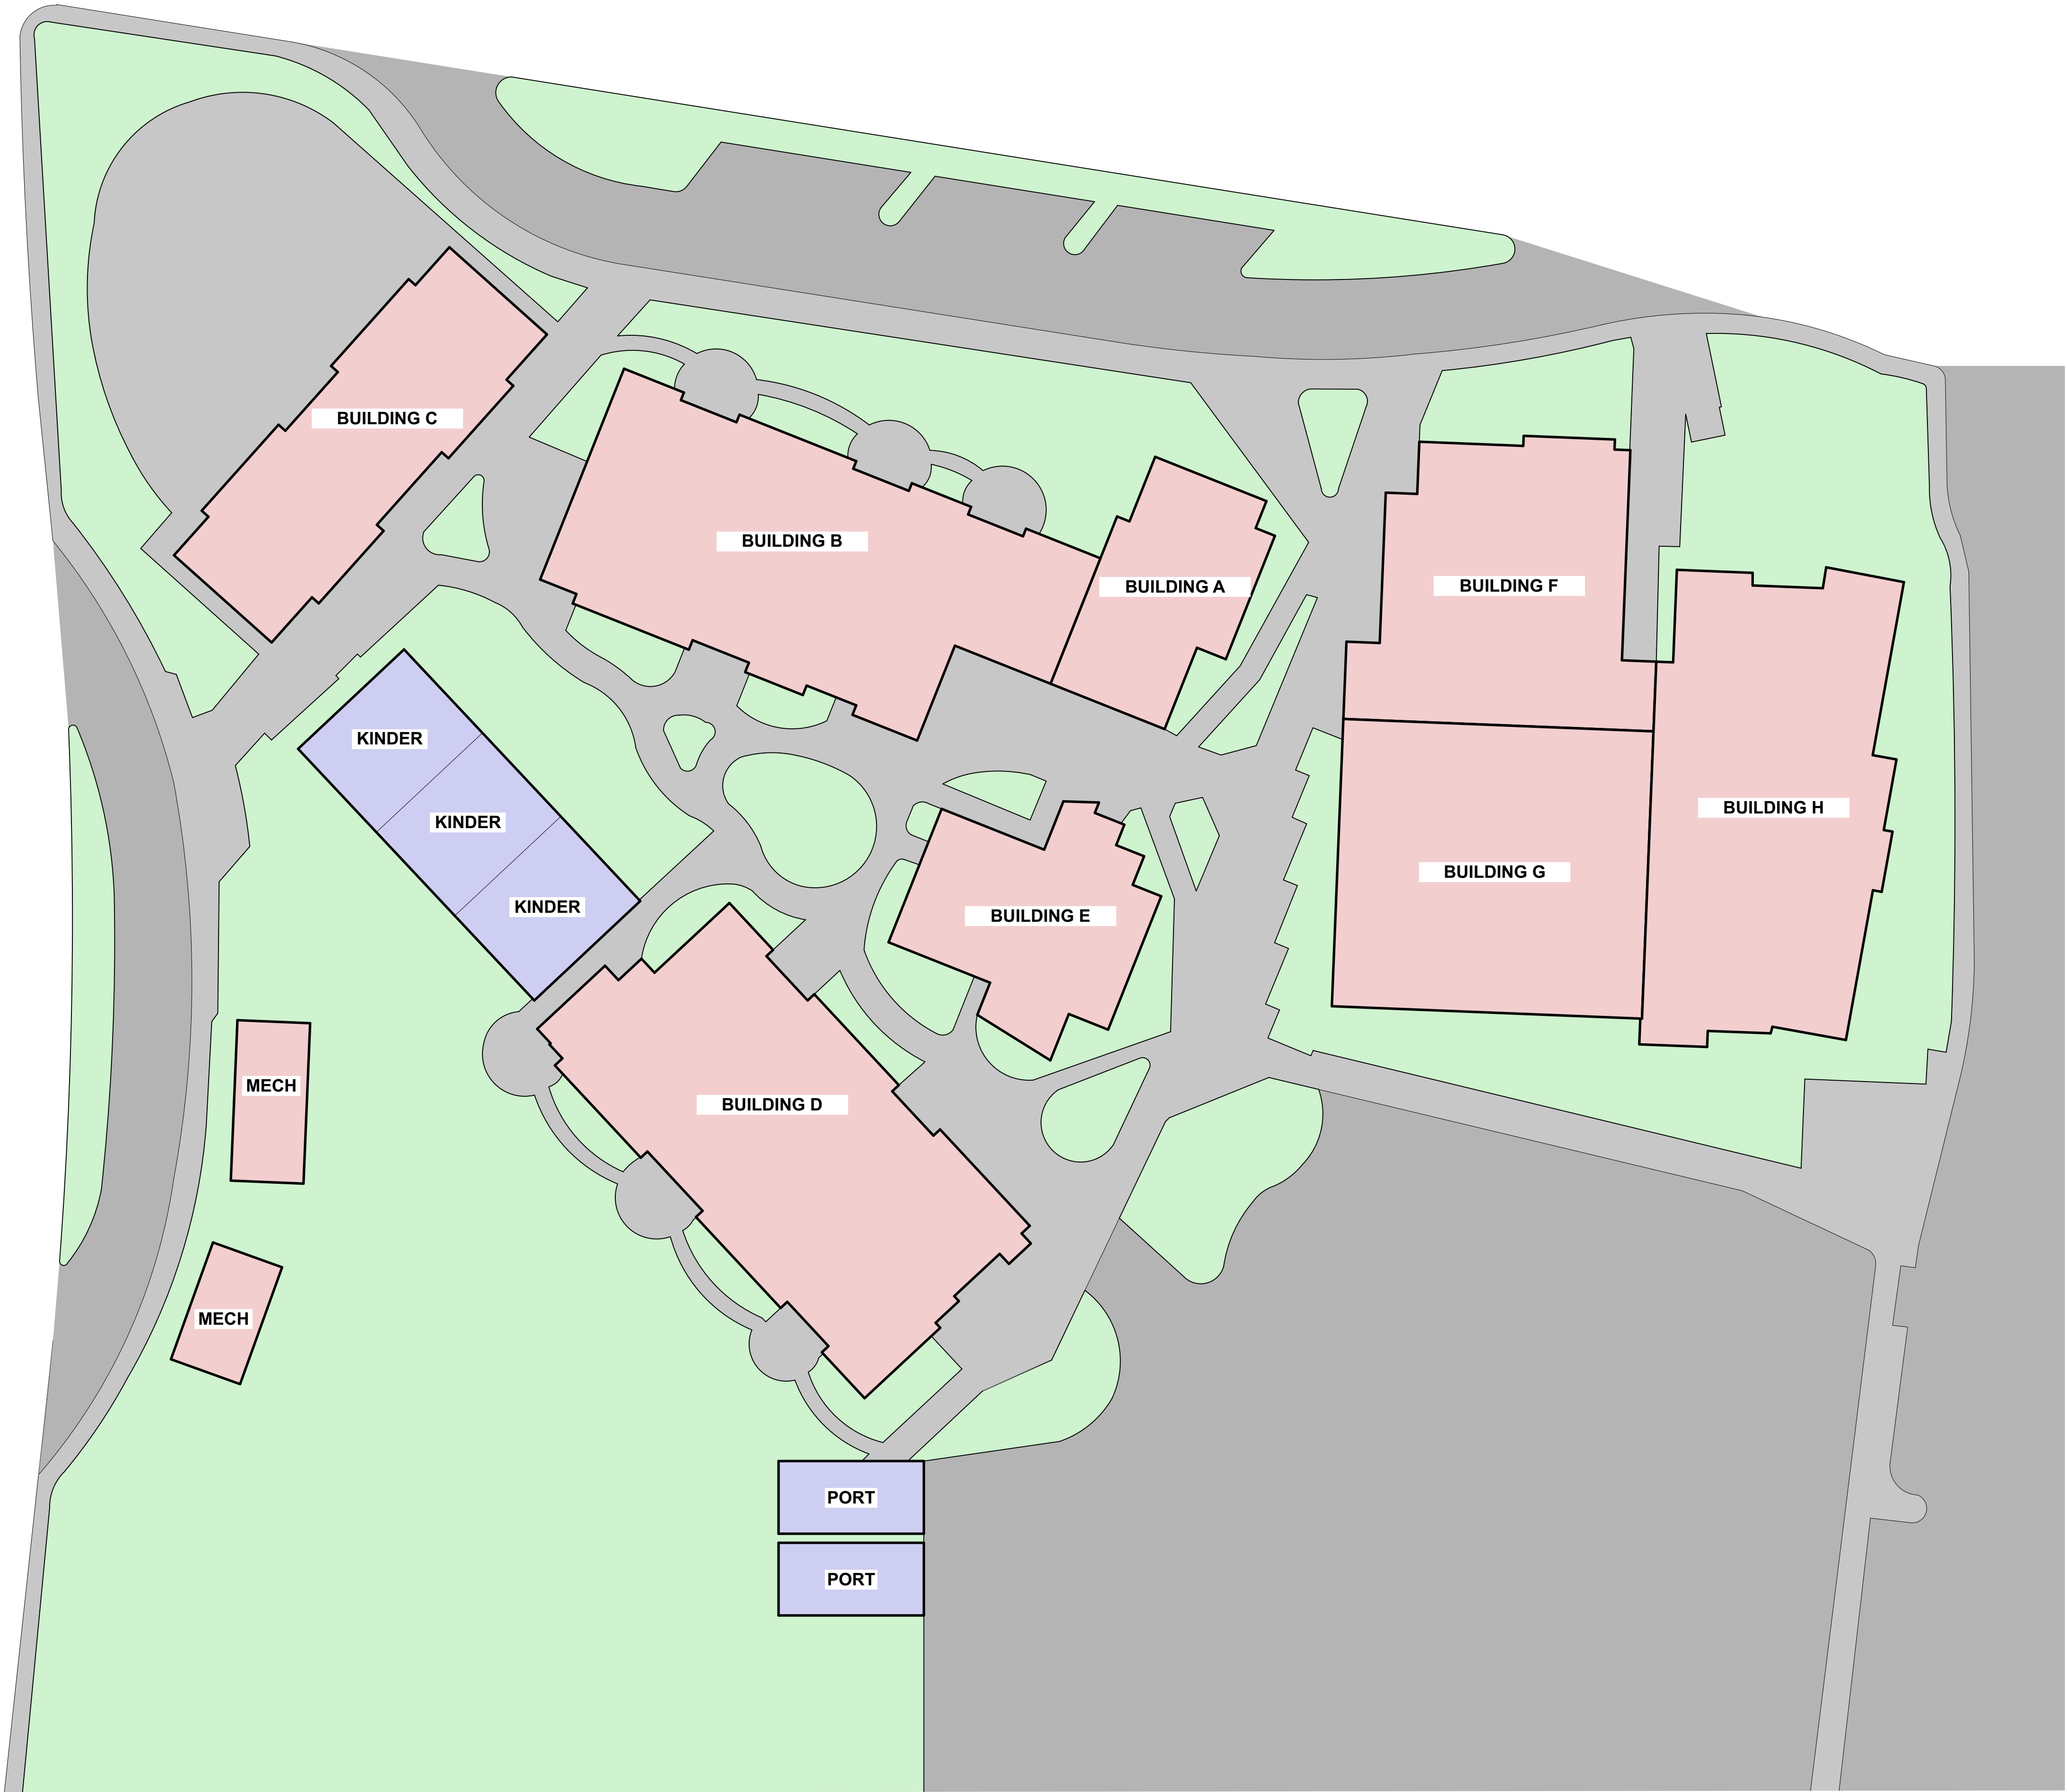 BUILDING C
BUILDING B
BUILDING A
BUILDING F
KINDER
KINDER
BUILDING H
BUILDING G
KINDER
BUILDING E
MECH
BUILDING D
MECH
PORT
PORT